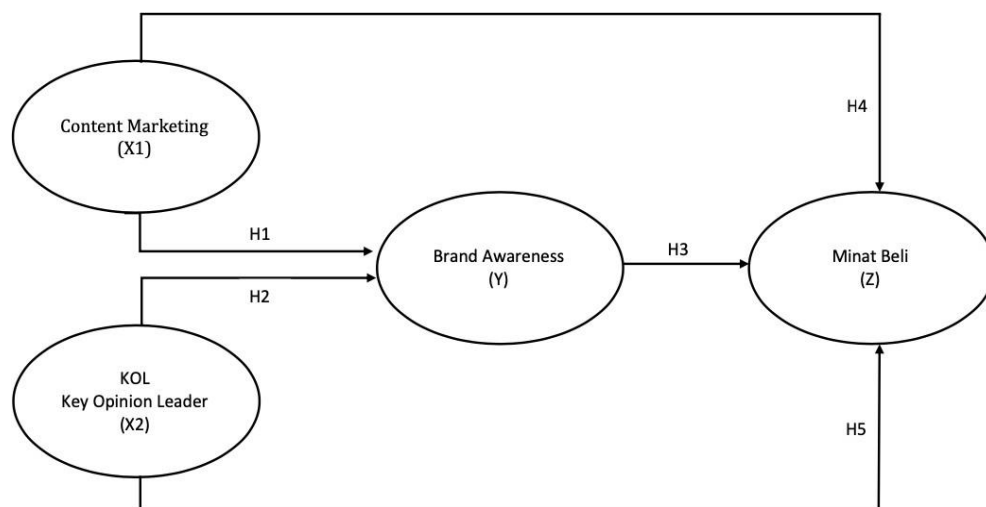 Content Marketing
(X1)
H4
H1
Brand Awareness
(Y)
H3
Minat Beli
(Z)
H2
KOL
Key Opinion Leader
(X2)
H5